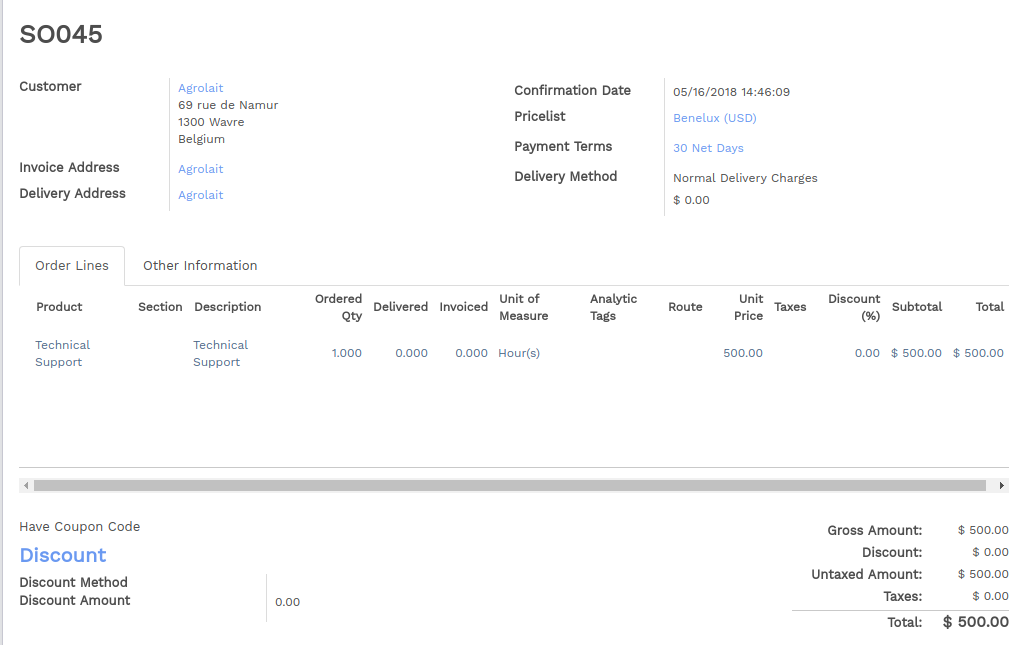 SO045
Customer
Agrolait
69 rue de Namur
1300 Wavre
Belgium
Invoice Address
Agrolait
Delivery Address
Agrolait
Confirmation Date
05/16/2018 14:46:09
Pricelist
Benelux (USD)
Payment Terms
30 Net Days
Delivery Method
Normal Delivery Charges
$ 0.00
Order Lines
Other Information
Product
Section
Description
Ordered
Qty
Delivered
Invoiced
Unit of
Measure
Analytic
Tags
Route
Unit
Price
Taxes
Discount
(%)
Subtotal
Total
Technical
Support
Technical
Support
1.000
0.000
0.000
Hour(s)
500.00
0.00
$ 500.00
$ 500.00
Have Coupon Code
Discount
Discount Method
Discount Amount
0.00
Gross Amount:
$ 500.00
Discount:
$ 0.00
Untaxed Amount:
$ 500.00
Taxes:
$ 0.00
Total:
$ 500.00